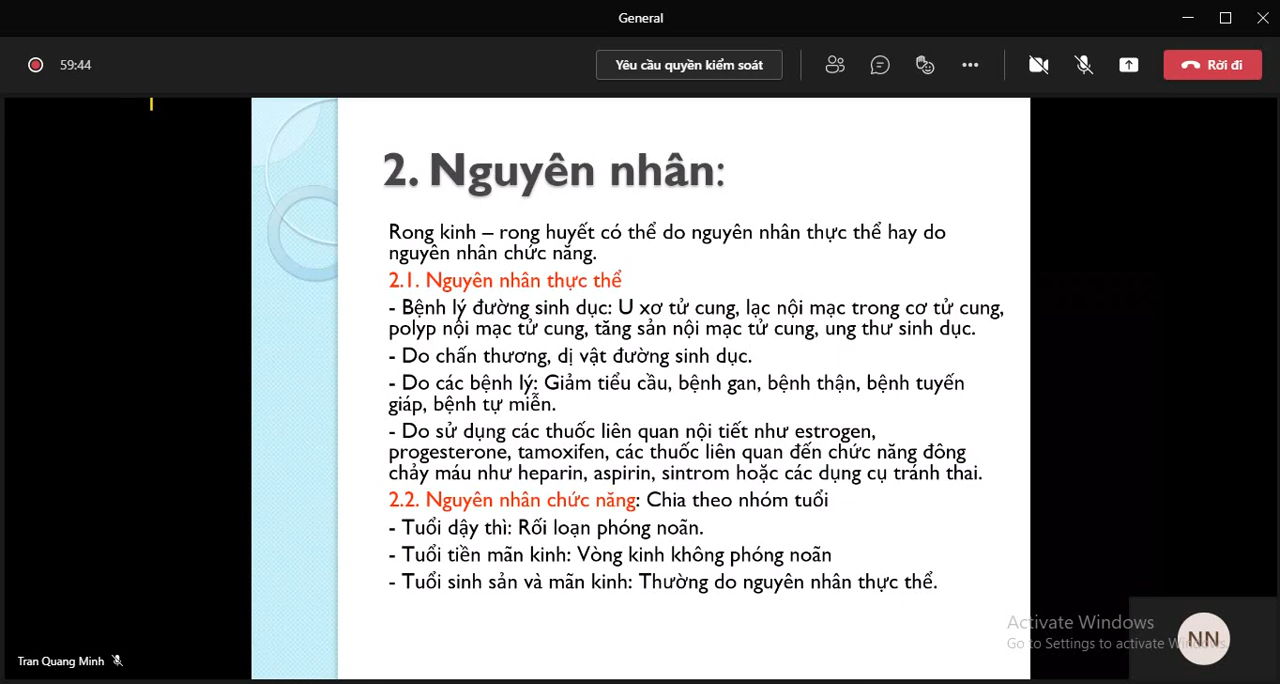 General
59:44
Yêu cầu quyền kiểm soát
Rời đi
2. Nguyên nhân:
Rong kinh – rong huyết có thể do nguyên nhân thực thể hay do
nguyên nhân chức năng.
2.1. Nguyên nhân thực thể
- Bệnh lý đường sinh dục: U xơ tử cung, lạc nội mạc trong cơ tử cung,
polyp nội mạc tử cung, tăng sản nội mạc tử cung, ung thư sinh dục.
- Do chấn thương, dị vật đường sinh dục.
- Do các bệnh lý: Giảm tiểu cầu, bệnh gan, bệnh thận, bệnh tuyến
giáp, bệnh tự miễn.
- Do sử dụng các thuốc liên quan nội tiết như estrogen,
progesterone, tamoxifen, các thuốc liên quan đến chức năng đông
chảy máu như heparin, aspirin, sintrom hoặc các dụng cụ tránh thai.
2.2. Nguyên nhân chức năng: Chia theo nhóm tuổi
- Tuổi dậy thì: Rối loạn phóng noãn.
- Tuổi tiền mãn kinh: Vòng kinh không phóng noãn
- Tuổi sinh sản và mãn kinh: Thường do nguyên nhân thực thể.
Activate Windows
Go to Settings to activate Windows.
NN
Tran Quang Minh